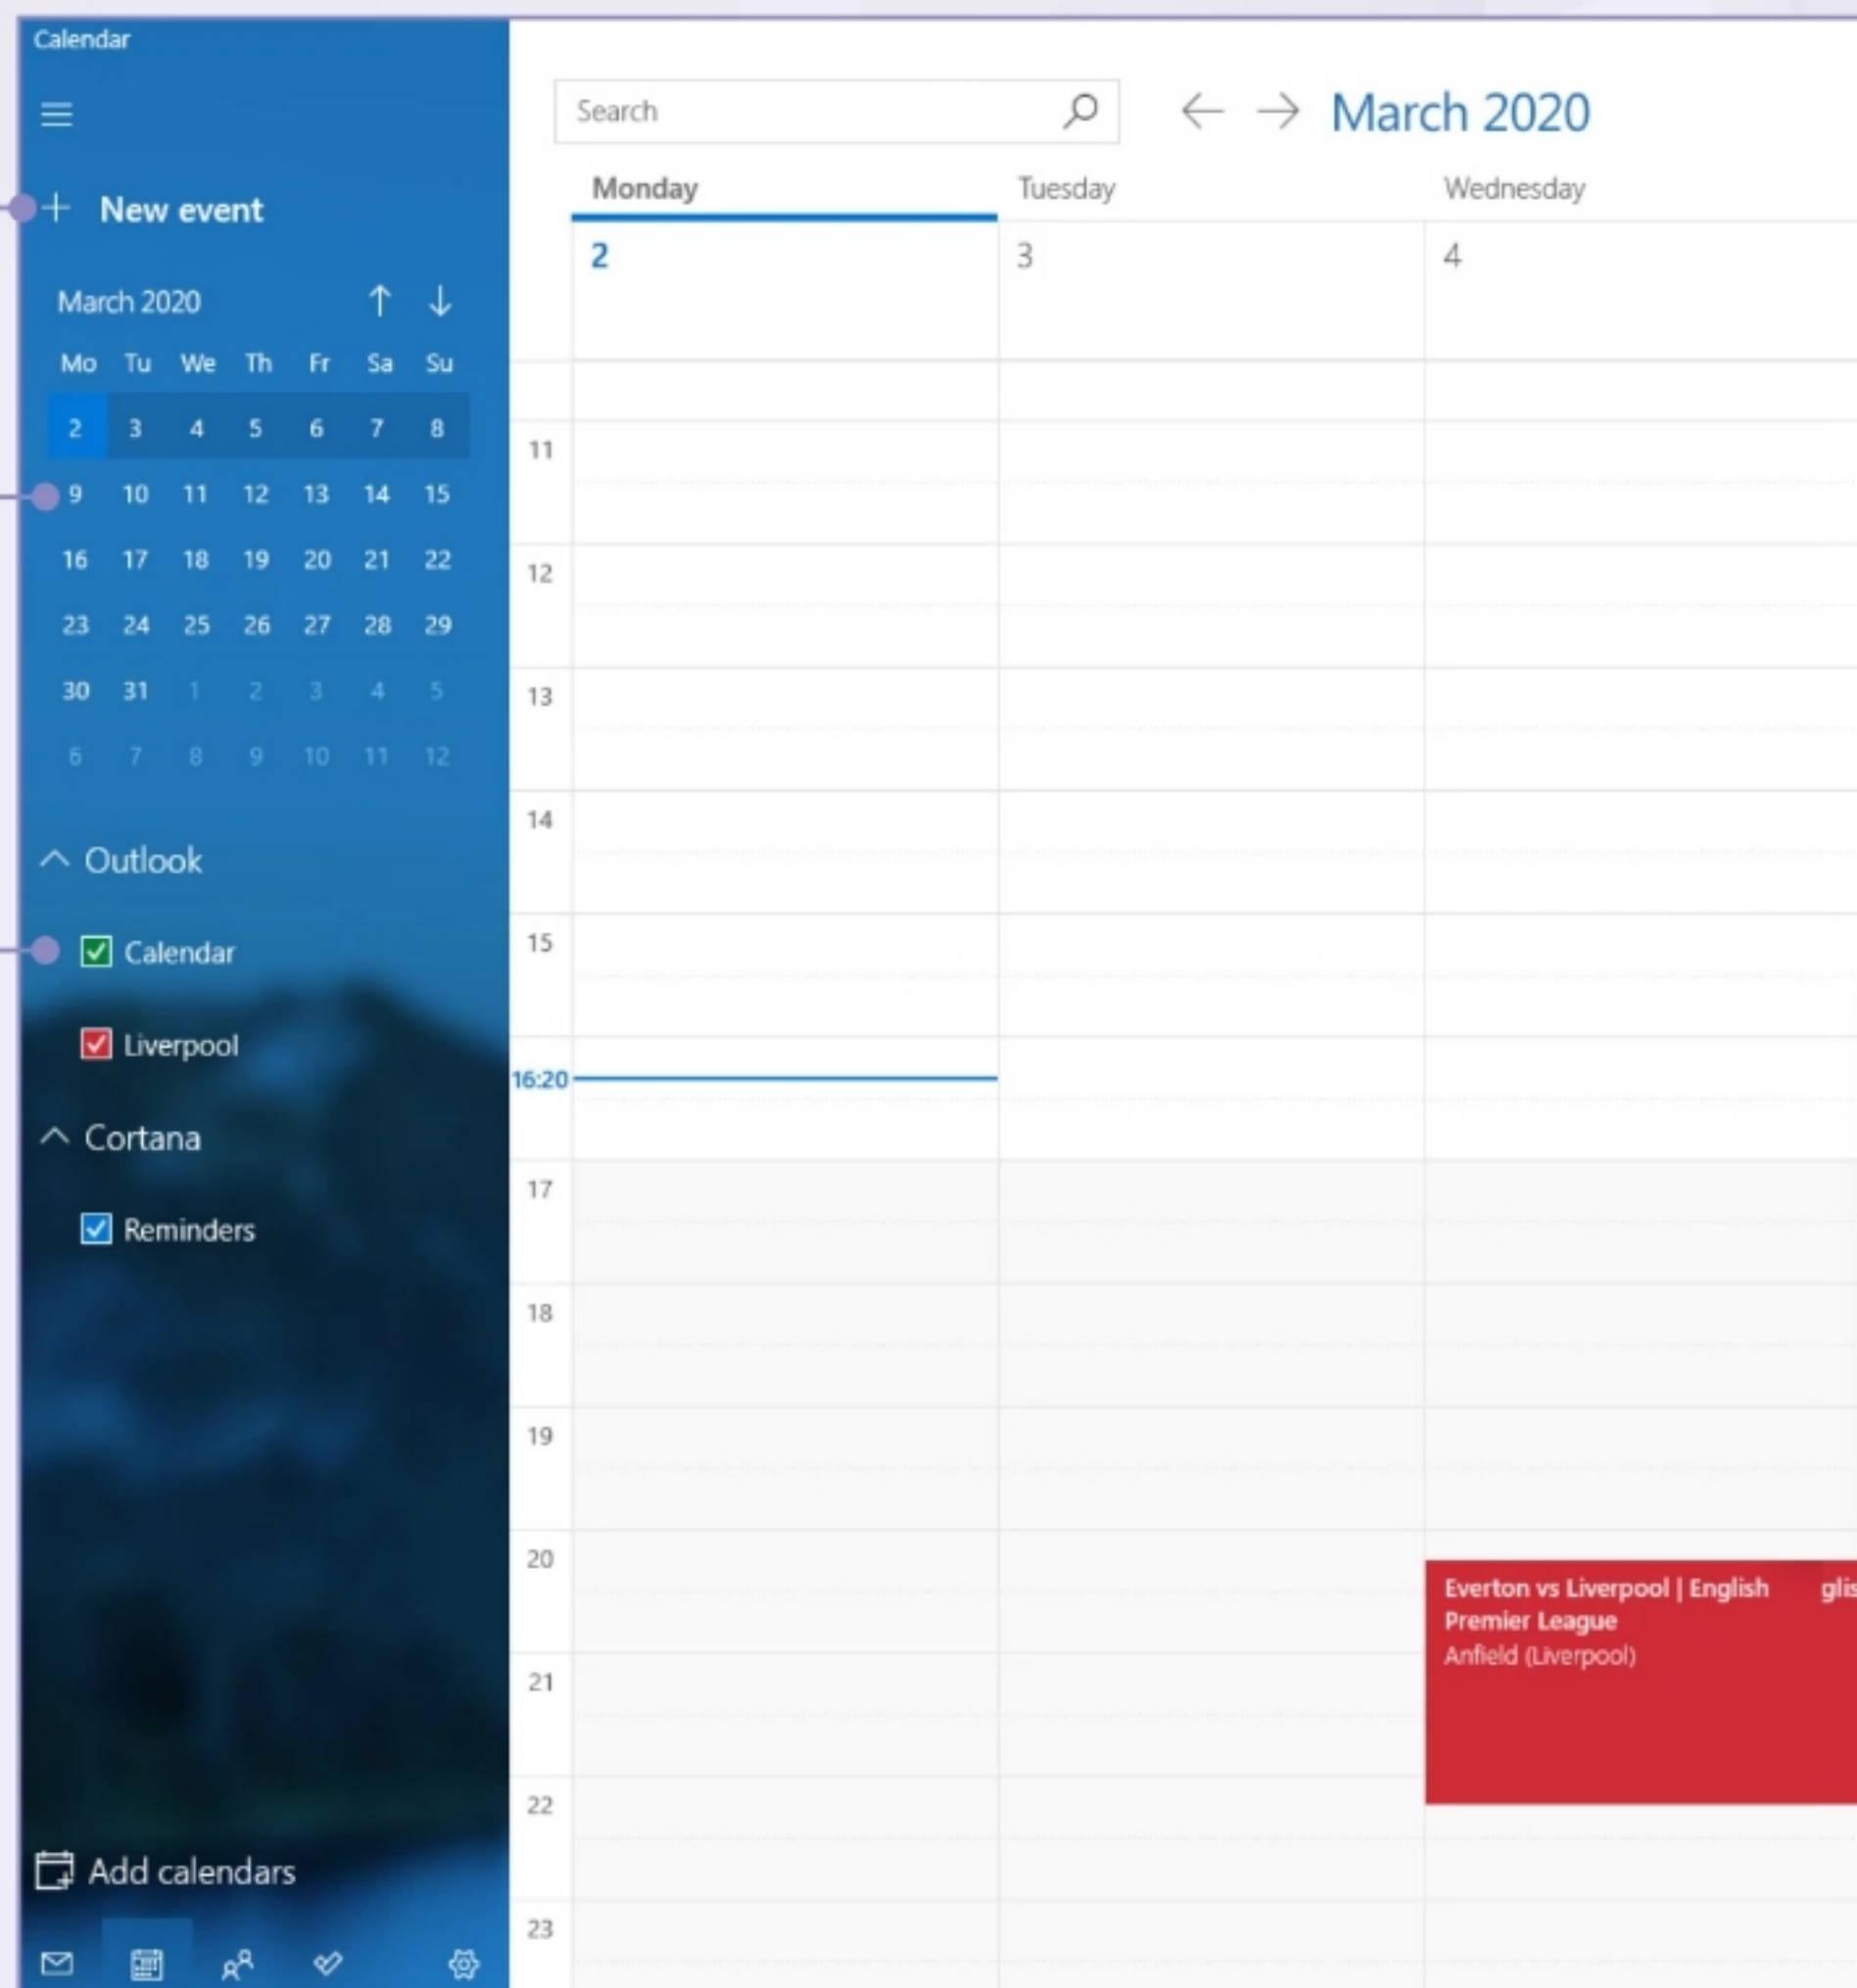 Calendar
New event
March 2020
Mo Tu We Th Fr Sa Su
2 3 4 5 6 7 8
9 10 11 12 13 14 15
16 17 18 19 20 21 22
23 24 25 26 27 28 29
30 31 1 2 3 4 5
6 7 8 9 10 11 12
Outlook
Calendar
Liverpool
Cortana
Reminders
Add calendars
Search
March 2020
Monday Tuesday Wednesday
2 3 4
11
12
13
14
15
16:20
17
18
19
20
Everton vs Liverpool | English glis
Premier League
Anfield (Liverpool)
21
22
23